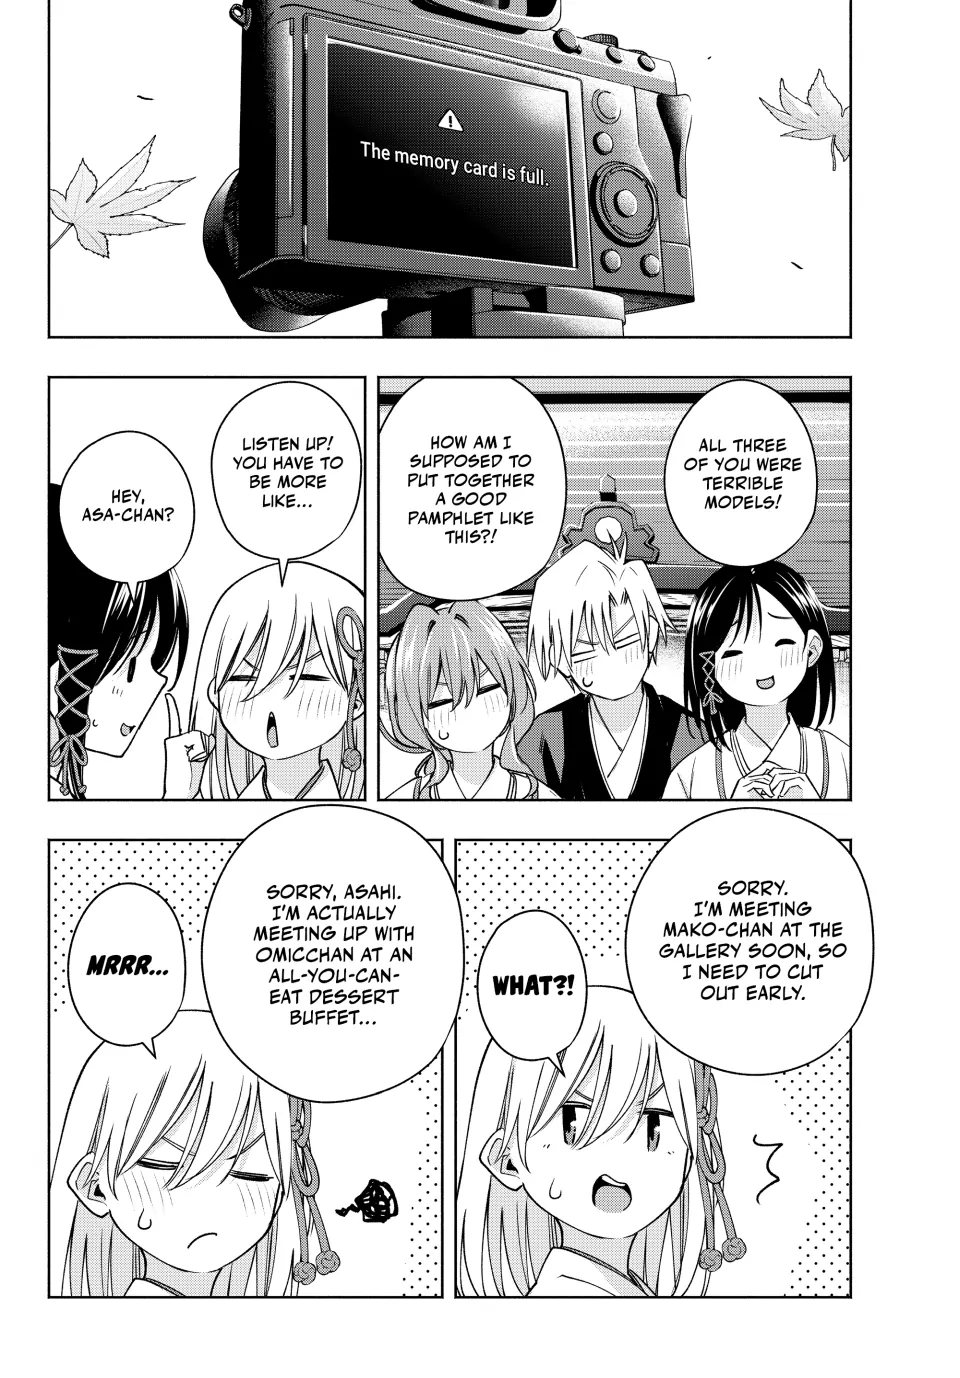 The memory card is full.
ALL THREE
OF YOU WERE
TERRIBLE
MODELS!
HOW AM I
SUPPOSED TO
PUT TOGETHER
A GOOD
PAMPHLET LIKE
THIS?!
LISTEN UP!
YOU HAVE TO
BE MORE
LIKE...
HEY,
ASA-CHAN?
SORRY.
I'M MEETING
MAKO-CHAN AT THE
GALLERY SOON, SO
I NEED TO CUT
OUT EARLY.
WHAT?!
SORRY, ASAHI.
I'M ACTUALLY
MEETING UP WITH
OMICCHAN AT AN
ALL-YOU-CAN-
EAT DESSERT
BUFFET...
MRRR...